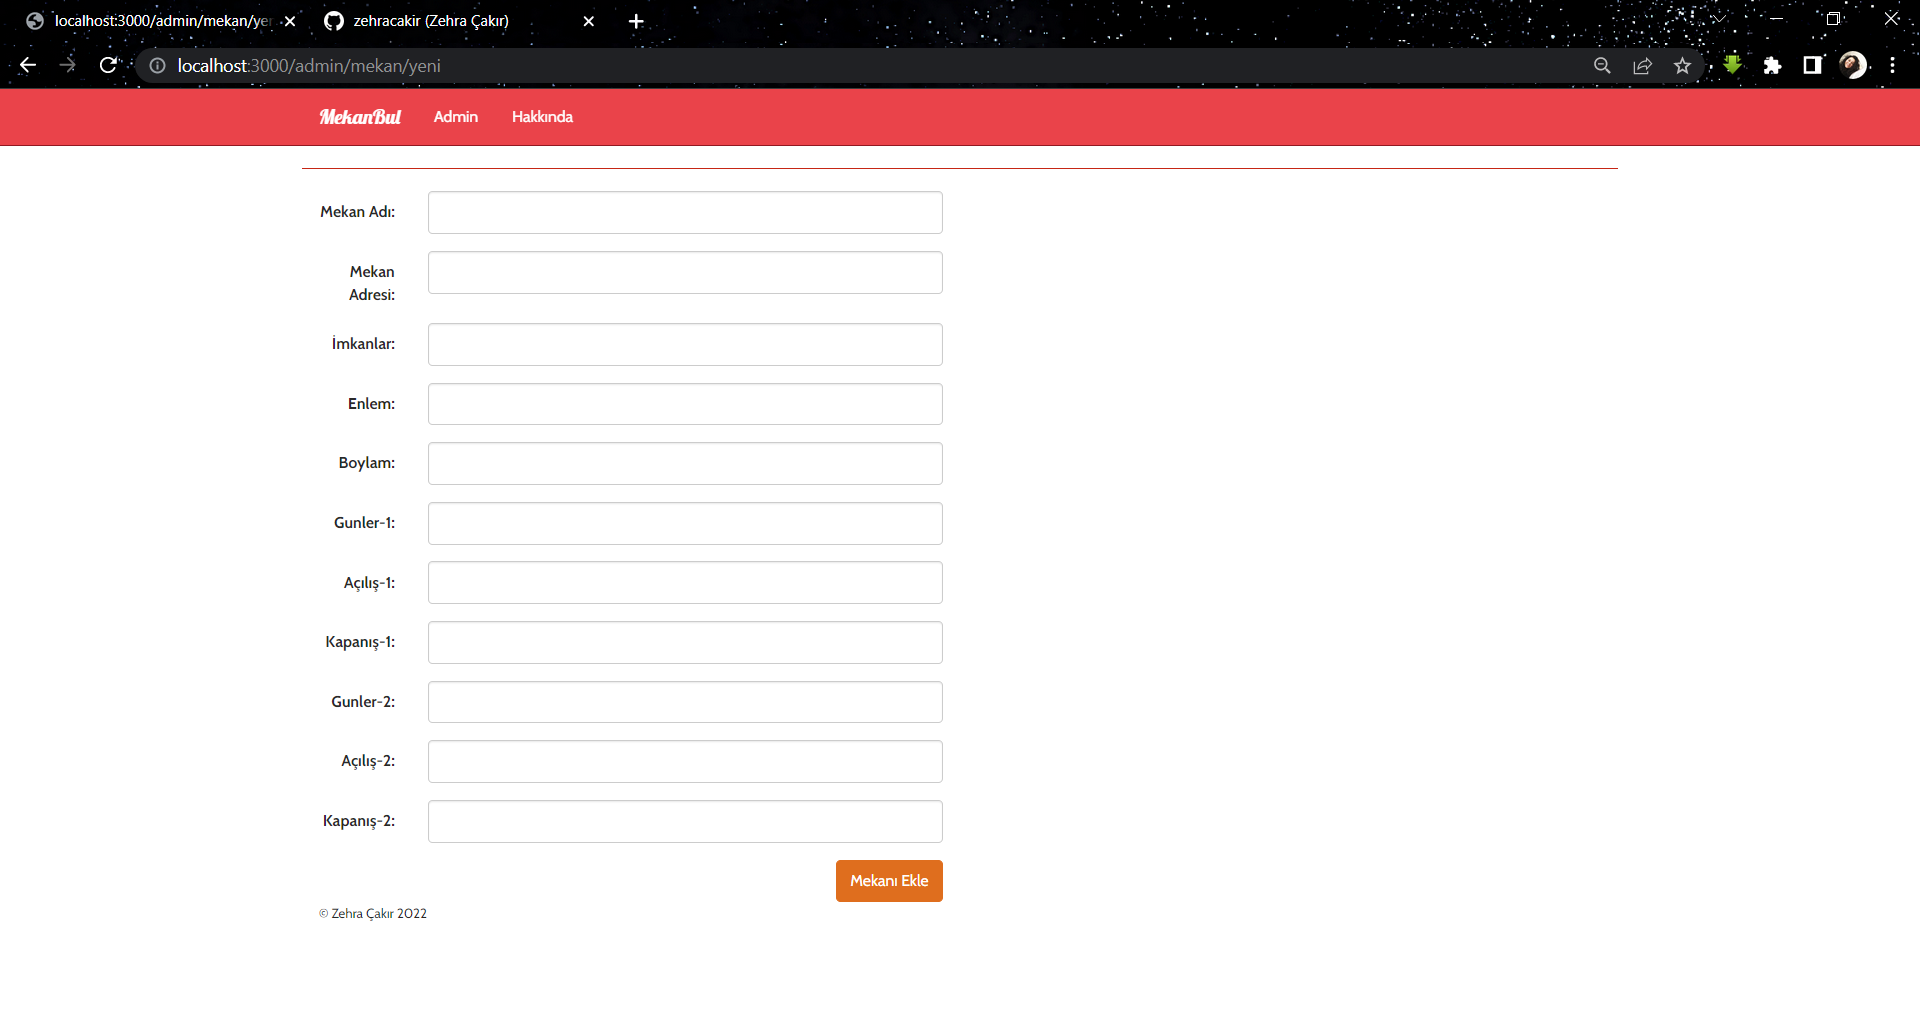 localhost:3000/admin/mekan/ye
zehracakir (Zehra Çakır)
localhost:3000/admin/mekan/yeni
MekanBul
Admin
Hakkında
Mekan Adı:
Mekan
Adresi:
İmkanlar:
Enlem:
Boylam:
Gunler-1:
Açılış-1:
Kapanış-1:
Gunler-2:
Açılış-2:
Kapanış-2:
Mekanı Ekle
© Zehra Çakır 2022